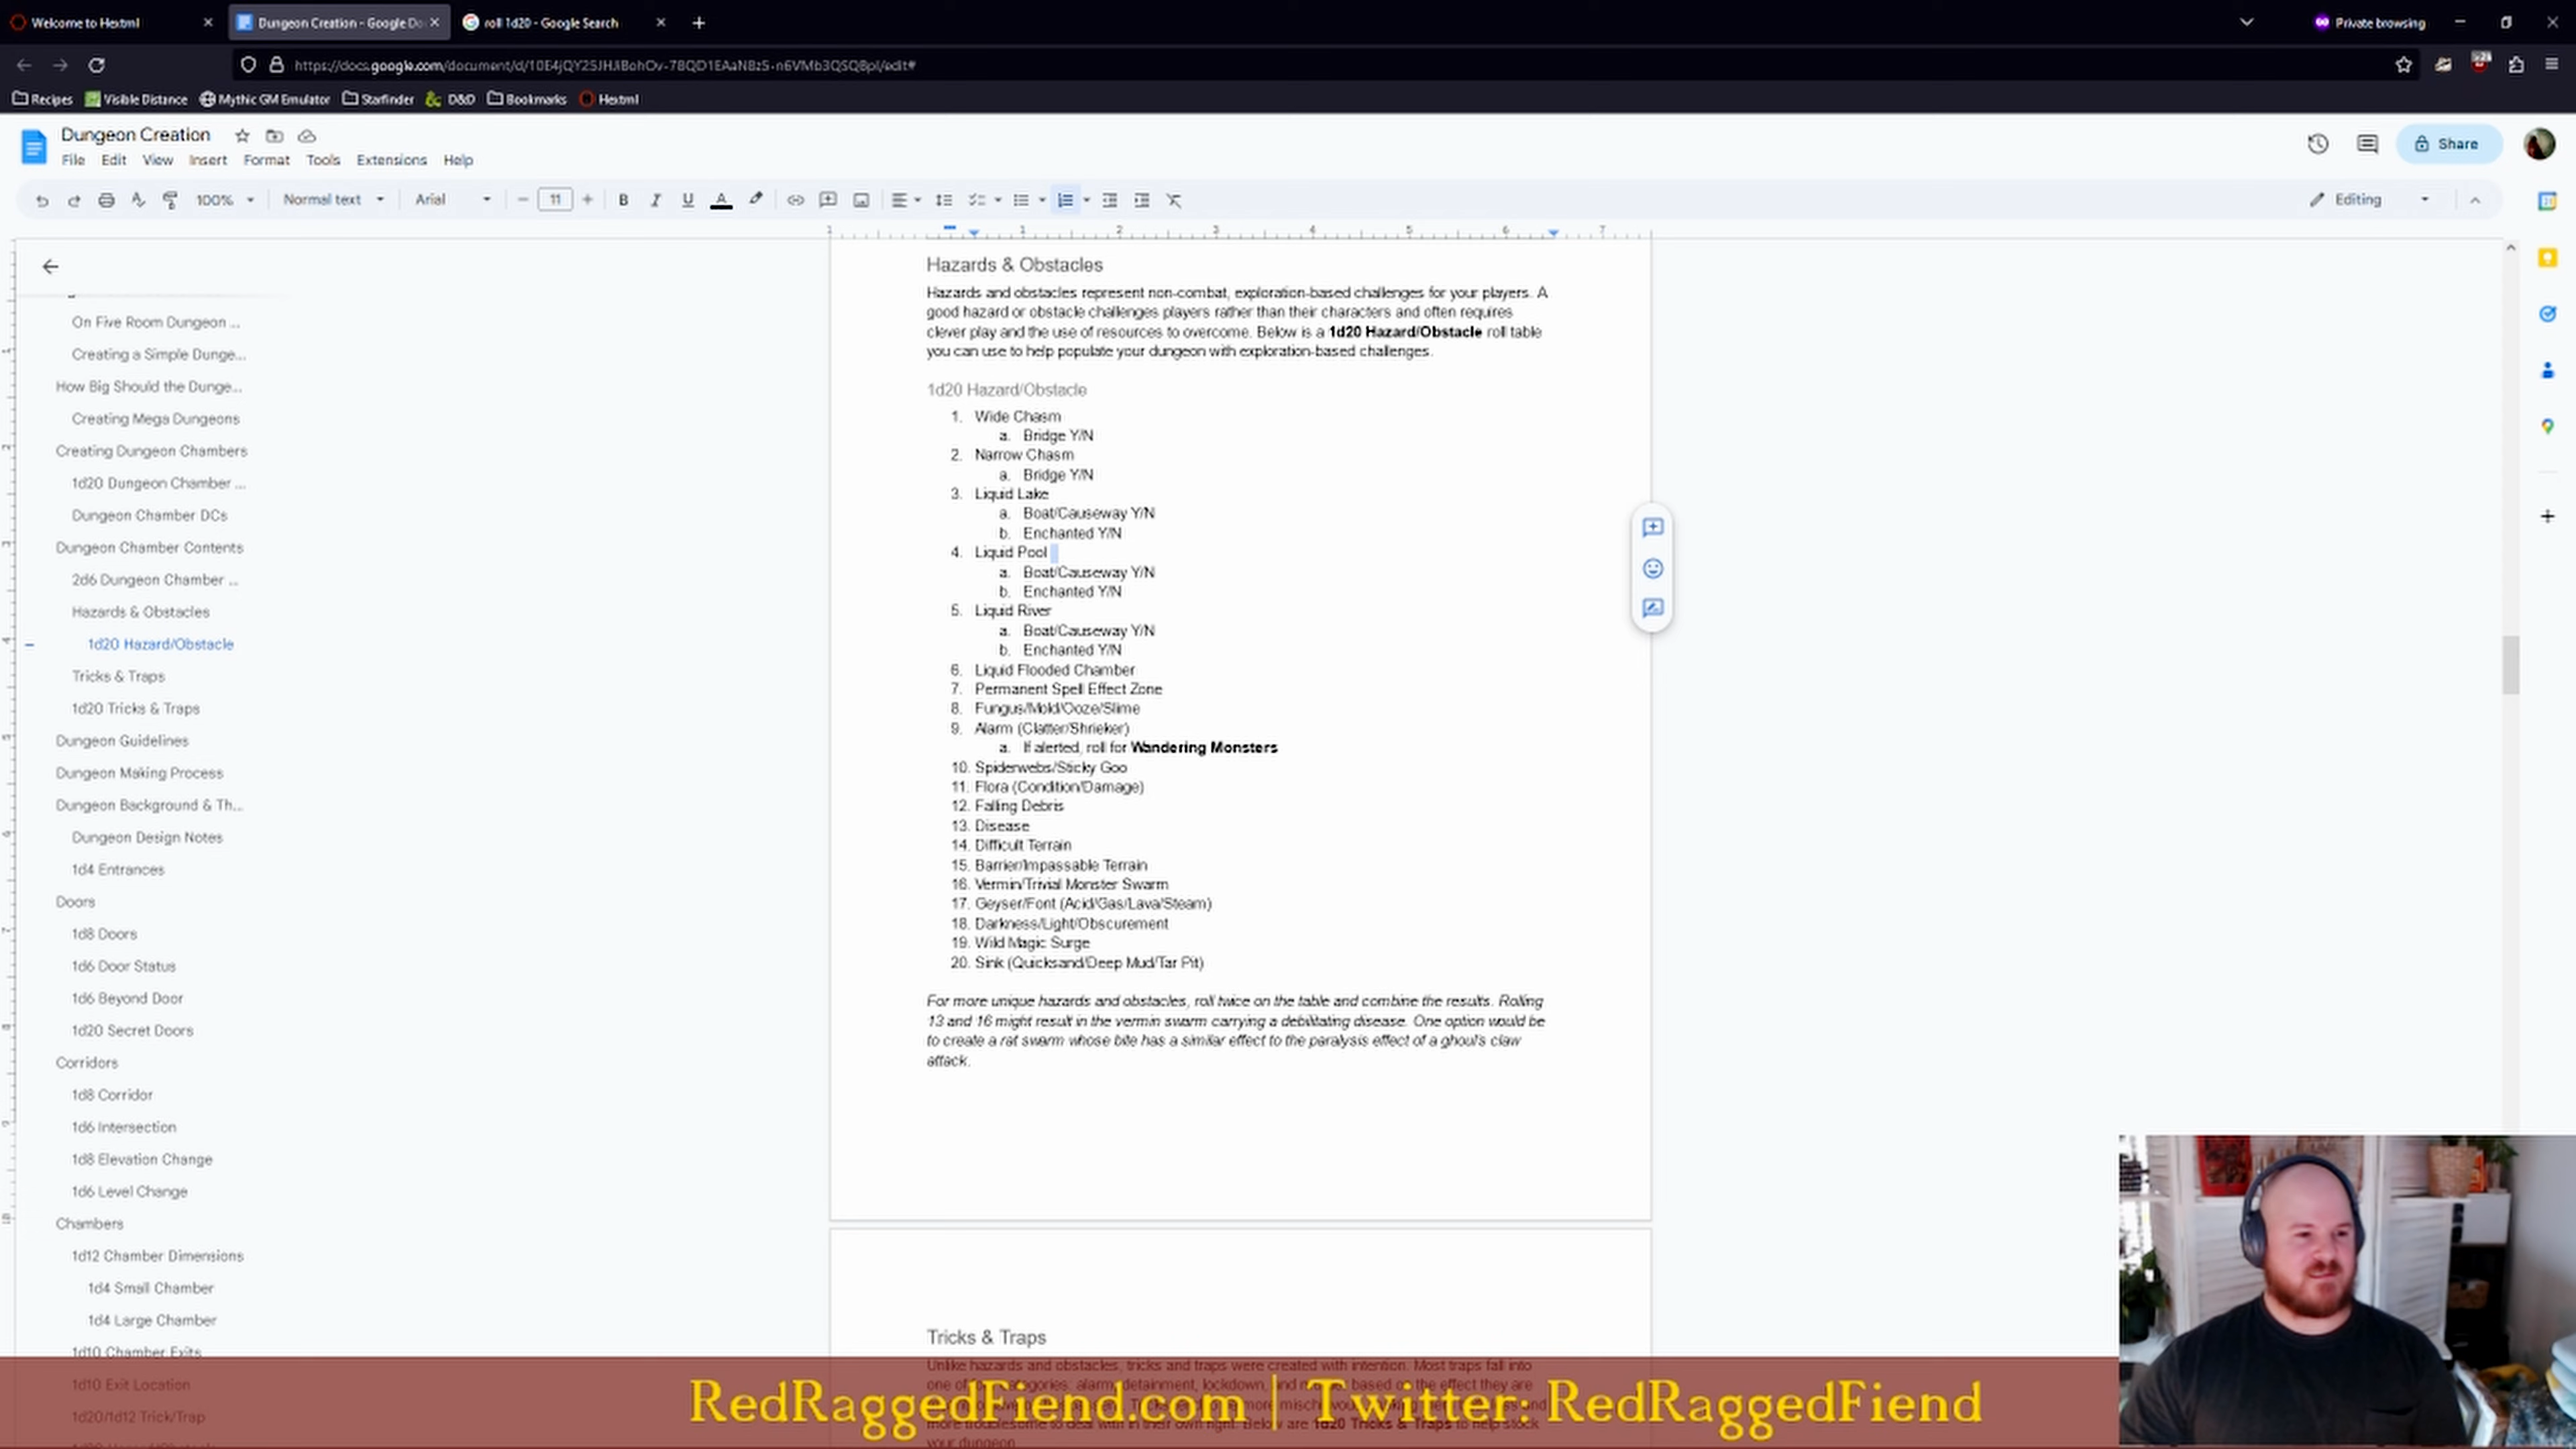 Welcome to Hextml
Dungeon Creation - Google Do
roll 1d20 - Google Search
Private browsing
Recipes
Visible Distance
Mythic GM Emulator
Starfinder
D&D
Bookmarks
Hextml
Dungeon Creation
File Edit View Insert Format Tools Extensions Help
Share
100%
Normal text
Arial
11
Editing
On Five Room Dungeon ...
Creating a Simple Dunge...
How Big Should the Dunge...
Creating Mega Dungeons
Creating Dungeon Chambers
1d20 Dungeon Chamber ...
Dungeon Chamber DCs
Dungeon Chamber Contents
2d6 Dungeon Chamber ...
Hazards & Obstacles
1d20 Hazard/Obstacle
Tricks & Traps
1d20 Tricks & Traps
Dungeon Guidelines
Dungeon Making Process
Dungeon Background & Th...
Dungeon Design Notes
1d4 Entrances
Doors
1d8 Doors
1d6 Door Status
1d6 Beyond Door
1d20 Secret Doors
Corridors
1d8 Corridor
1d6 Intersection
1d8 Elevation Change
1d6 Level Change
Chambers
1d12 Chamber Dimensions
1d4 Small Chamber
1d4 Large Chamber
1d10 Chamber Exits
1d10 Exit Location
1d20/1d12 Trick/Trap
Hazards & Obstacles
Hazards and obstacles represent non-combat, exploration-based challenges for your players. A
good hazard or obstacle challenges players rather than their characters and often requires
clever play and the use of resources to overcome. Below is a 1d20 Hazard/Obstacle roll table
you can use to help populate your dungeon with exploration-based challenges.
1d20 Hazard/Obstacle
1. Wide Chasm
a. Bridge Y/N
2. Narrow Chasm
a. Bridge Y/N
3. Liquid Lake
a. Boat/Causeway Y/N
b. Enchanted Y/N
4. Liquid Pool
a. Boat/Causeway Y/N
b. Enchanted Y/N
5. Liquid River
a. Boat/Causeway Y/N
b. Enchanted Y/N
6. Liquid Flooded Chamber
7. Permanent Spell Effect Zone
8. Fungus/Mold/Ooze/Slime
9. Alarm (Clatter/Shrieker)
a. If alerted, roll for Wandering Monsters
10. Spiderwebs/Sticky Goo
11. Flora (Condition/Damage)
12. Falling Debris
13. Disease
14. Difficult Terrain
15. Barrier/Impassable Terrain
16. Vermin/Trivial Monster Swarm
17. Geyser/Font (Acid/Gas/Lava/Steam)
18. Darkness/Light/Obscurement
19. Wild Magic Surge
20. Sink (Quicksand/Deep Mud/Tar Pit)
For more unique hazards and obstacles, roll twice on the table and combine the results. Rolling
13 and 16 might result in the vermin swarm carrying a debilitating disease. One option would be
to create a rat swarm whose bite has a similar effect to the paralysis effect of a ghoul's claw
attack.
Tricks & Traps
Unlike hazards and obstacles, tricks and traps were created with intention. Most traps fall into
RedRaggedFiend.com | Twitter: RedRaggedFiend
your dungeon.